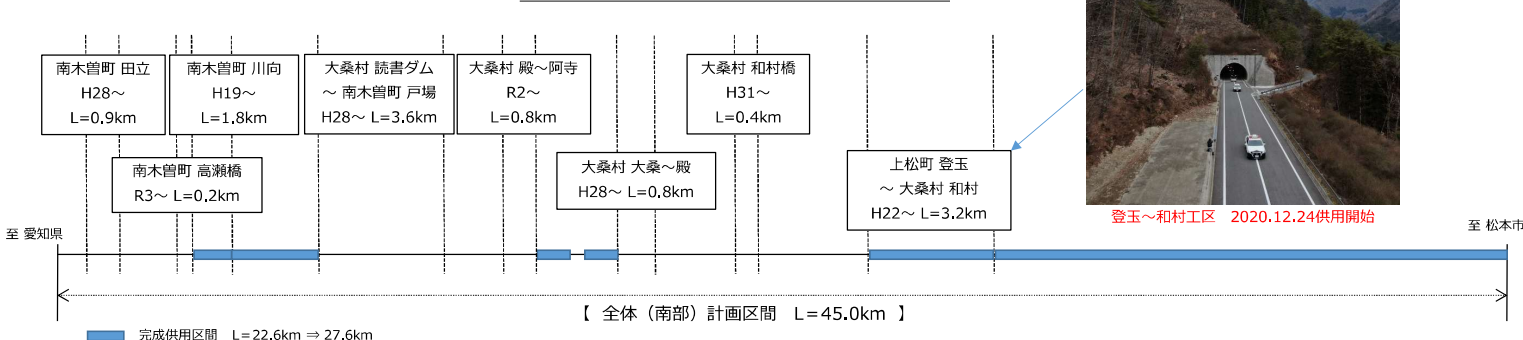 南木曽町 田立
H28～
L=0.9km
南木曽町 川向
H19～
L=1.8km
大桑村 読書ダム
～ 南木曽町 戸場
H28～ L=3.6km
大桑村 殿～阿寺
R2～
L=0.8km
大桑村 和村橋
H31～
L=0.4km
南木曽町 高瀬橋
R3～ L=0.2km
大桑村 大桑～殿
H28～ L=0.8km
上松町 登玉
～ 大桑村 和村
H22～ L=3.2km
登玉～和村工区 2020.12.24供用開始
至 愛知県
至 松本市
【 全体（南部）計画区間 L=45.0km 】
完成供用区間 L=22.6km ⇒ 27.6km